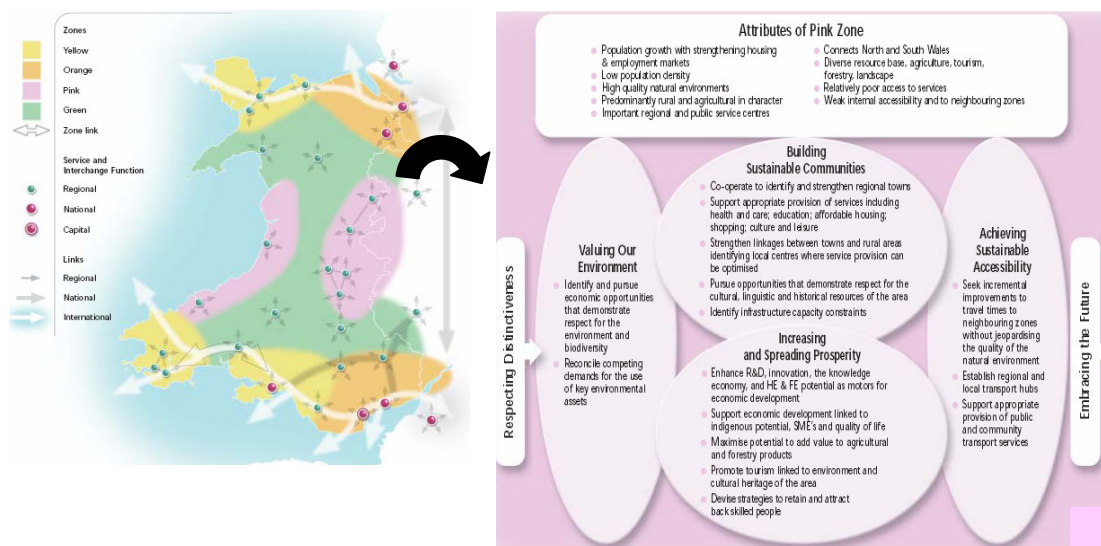 Zones
Yellow
Orange
Pink
Green
Zone link
Service and
Interchange Function
Regional
National
Capital
Links
Regional
National
International
Attributes of Pink Zone
Population growth with strengthening housing
& employment markets
Low population density
High quality natural environments
Predominantly rural and agricultural in character
Important regional and public service centres
Connects North and South Wales
Diverse resource base, agriculture, tourism,
forestry, landscape
Relatively poor access to services
Weak internal accessibility and to neighbouring zones
Respecting Distinctiveness
Valuing Our
Environment
Identify and pursue
economic opportunities
that demonstrate
respect for the
environment and
biodiversity
Reconcile competing
demands for the use
of key environmental
assets
Building
Sustainable Communities
Co-operate to identify and strengthen regional towns
Support appropriate provision of services including
health and care; education; affordable housing;
shopping; culture and leisure
Strengthen linkages between towns and rural areas
identifying local centres where service provision can
be optimised
Pursue opportunities that demonstrate respect for the
cultural, linguistic and historical resources of the area
Identify infrastructure capacity constraints
Increasing
and Spreading Prosperity
Enhance R&D, innovation, the knowledge
economy, and HE & FE potential as motors for
economic development
Support economic development linked to
indigenous potential, SME's and quality of life
Maximise potential to add value to agricultural
and forestry products
Promote tourism linked to environment and
cultural heritage of the area
Devise strategies to retain and attract
back skilled people
Achieving
Sustainable
Accessibility
Seek incremental
improvements to
travel times to
neighbouring zones
without jeopardising
the quality of the
natural environment
Establish regional and
local transport hubs
Support appropriate
provision of public
and community
transport services
Embracing the Future